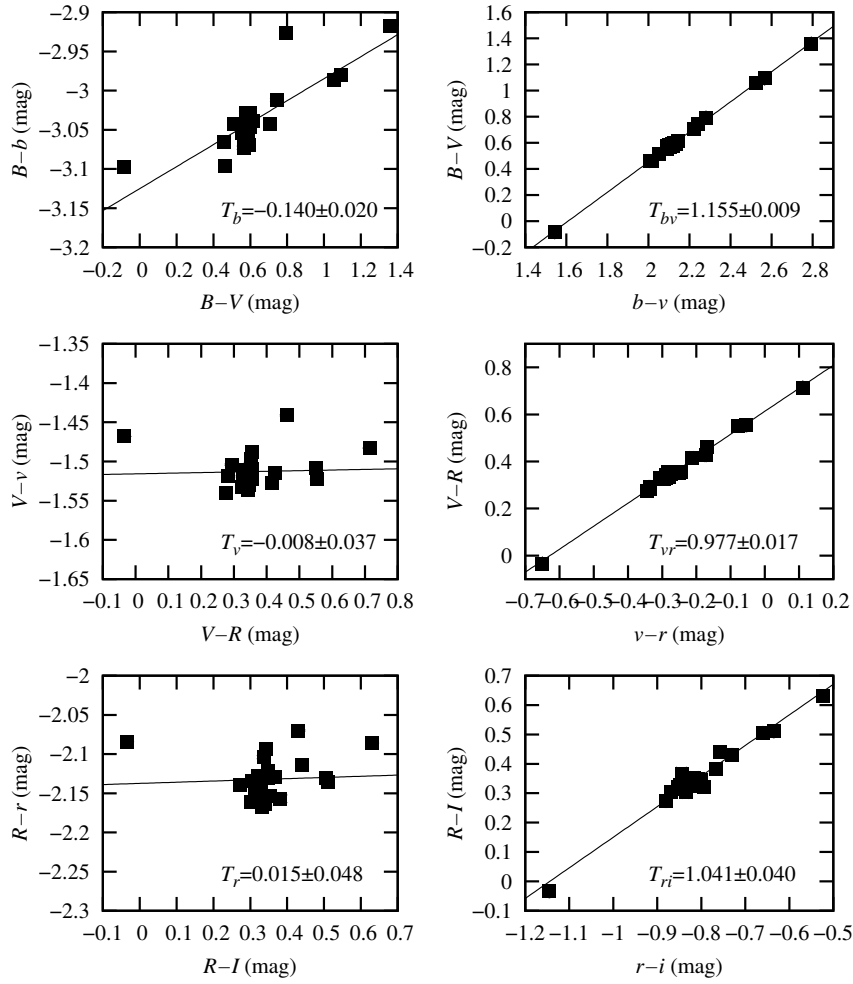 −2.9
−2.95
−3
−3.05
−3.1
−3.15
−3.2
B−b (mag)
T_b=−0.140±0.020
−0.2 0 0.2 0.4 0.6 0.8 1 1.2 1.4
B−V (mag)
1.6
1.4
1.2
1
0.8
0.6
0.4
0.2
0
−0.2
B−V (mag)
T_bv=1.155±0.009
1.4 1.6 1.8 2 2.2 2.4 2.6 2.8
b−v (mag)
−1.35
−1.4
−1.45
−1.5
−1.55
−1.6
−1.65
V−v (mag)
T_v=−0.008±0.037
−0.1 0 0.1 0.2 0.3 0.4 0.5 0.6 0.7 0.8
V−R (mag)
0.8
0.6
0.4
0.2
0
V−R (mag)
T_vr=0.977±0.017
−0.7 −0.6 −0.5 −0.4 −0.3 −0.2 −0.1 0 0.1 0.2
v−r (mag)
−2
−2.05
−2.1
−2.15
−2.2
−2.25
−2.3
R−r (mag)
T_r=0.015±0.048
−0.1 0 0.1 0.2 0.3 0.4 0.5 0.6 0.7
R−I (mag)
0.7
0.6
0.5
0.4
0.3
0.2
0.1
0
−0.1
R−I (mag)
T_ri=1.041±0.040
−1.2 −1.1 −1 −0.9 −0.8 −0.7 −0.6 −0.5
r−i (mag)